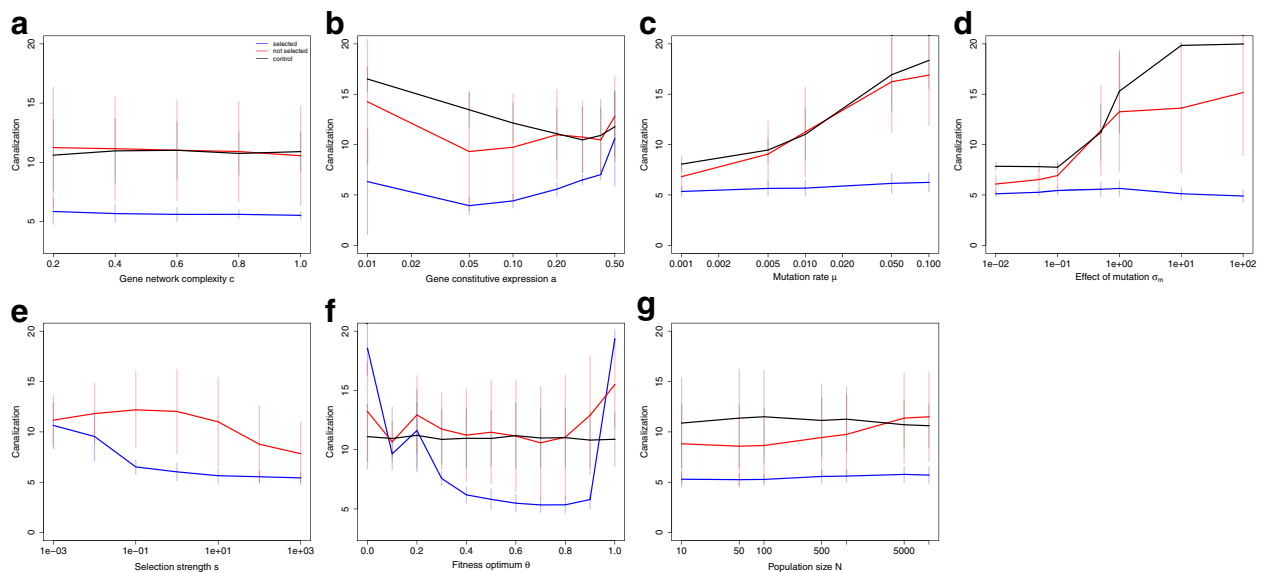 a
20
15
10
5
0
Canalization
selected
not selected
control
0.2 0.4 0.6 0.8 1.0
Gene network complexity c
b
20
15
10
5
0
Canalization
0.01 0.02 0.05 0.10 0.20 0.50
Gene constitutive expression a
c
20
15
10
5
0
Canalization
0.001 0.002 0.005 0.010 0.020 0.050 0.100
Mutation rate μ
d
20
15
10
5
0
Canalization
1e−02 1e−01 1e+00 1e+01 1e+02
Effect of mutation σm
e
20
15
10
5
0
Canalization
1e−03 1e−01 1e+01 1e+03
Selection strength s
f
20
15
10
5
Canalization
0.0 0.2 0.4 0.6 0.8 1.0
Fitness optimum θ
g
20
15
10
5
0
Canalization
10 50 100 500 5000
Population size N